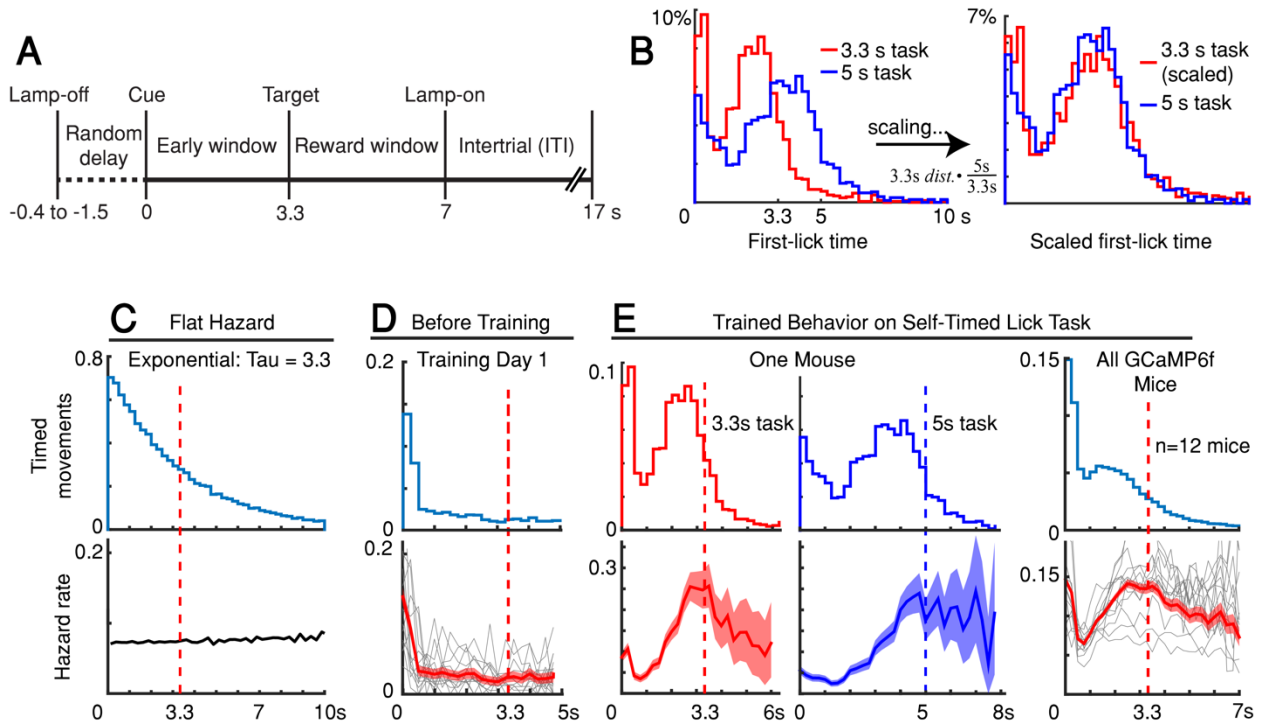 A
Lamp-off Cue Target Lamp-on
Random
delay
Early window
Reward window
Intertrial (ITI)
-0.4 to -1.5 0 3.3 7 17 s
B
10%
3.3 s task
5 s task
0 3.3 5 10 s
First-lick time
scaling...
3.3s dist. • 5s
3.3s
7%
3.3 s task
(scaled)
5 s task
Scaled first-lick time
C Flat Hazard
Exponential: Tau = 3.3
Timed
movements
0.8
0
Hazard rate
0.2
0 3.3 7 10s
D Before Training
Training Day 1
0.2
0
0.2
0
0 3.3 5s
E Trained Behavior on Self-Timed Lick Task
One Mouse
0.1
3.3s task
0
5s task
0.3
0 3.3 6s
0 5 8s
All GCaMP6f
Mice
0.15
n=12 mice
0
0.15
0 3.3 7s